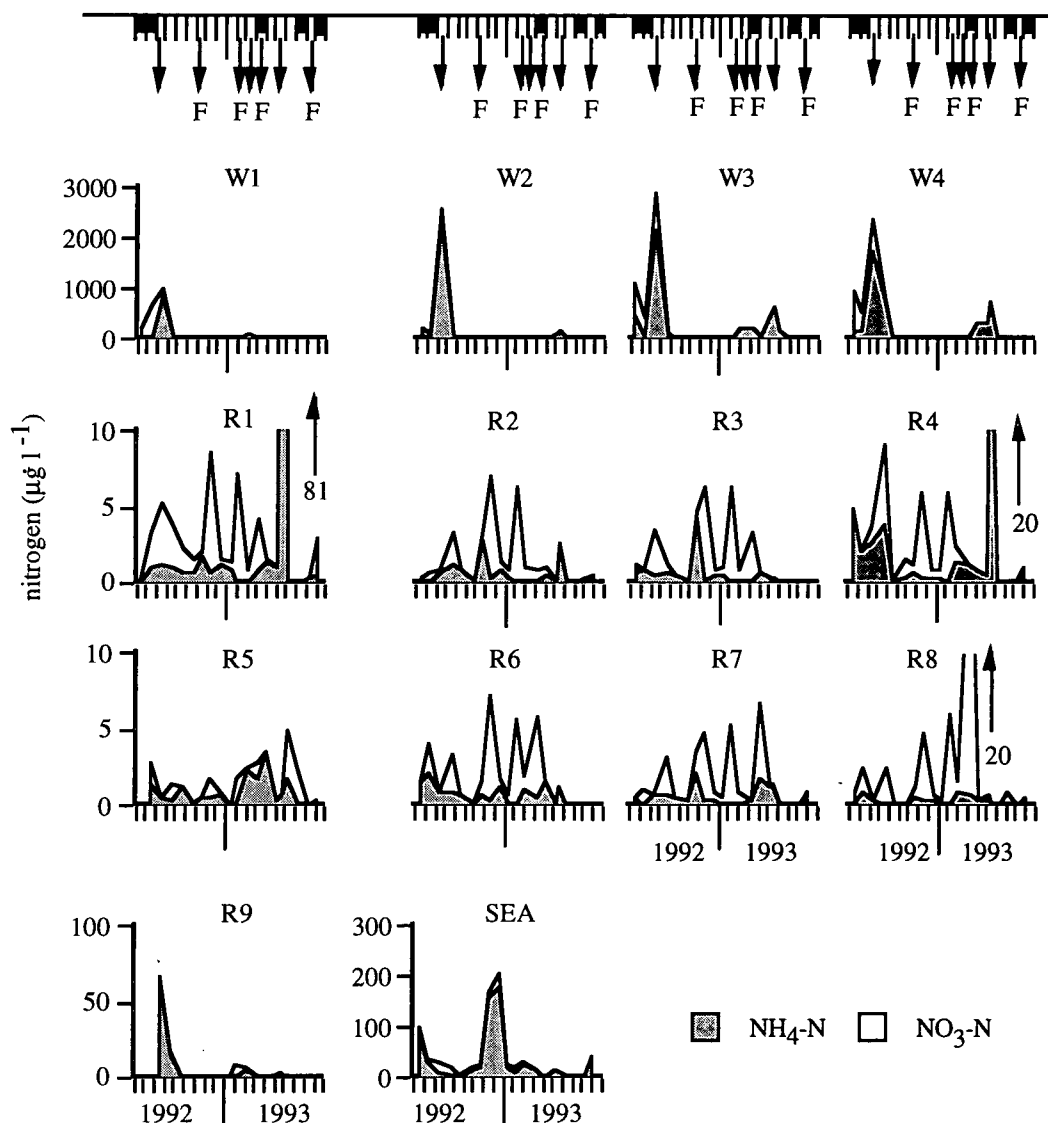 F F F F F F F F F F F F F F F F
W1 W2 W3 W4
3000
2000
1000
0
nitrogen (µg l -1)
R1 R2 R3 R4
10
5
0
81
20
R5 R6 R7 R8
10
5
0
20
1992 1993 1992 1993
R9 SEA
100
50
0
300
200
100
0
NH4-N NO3-N
1992 1993 1992 1993